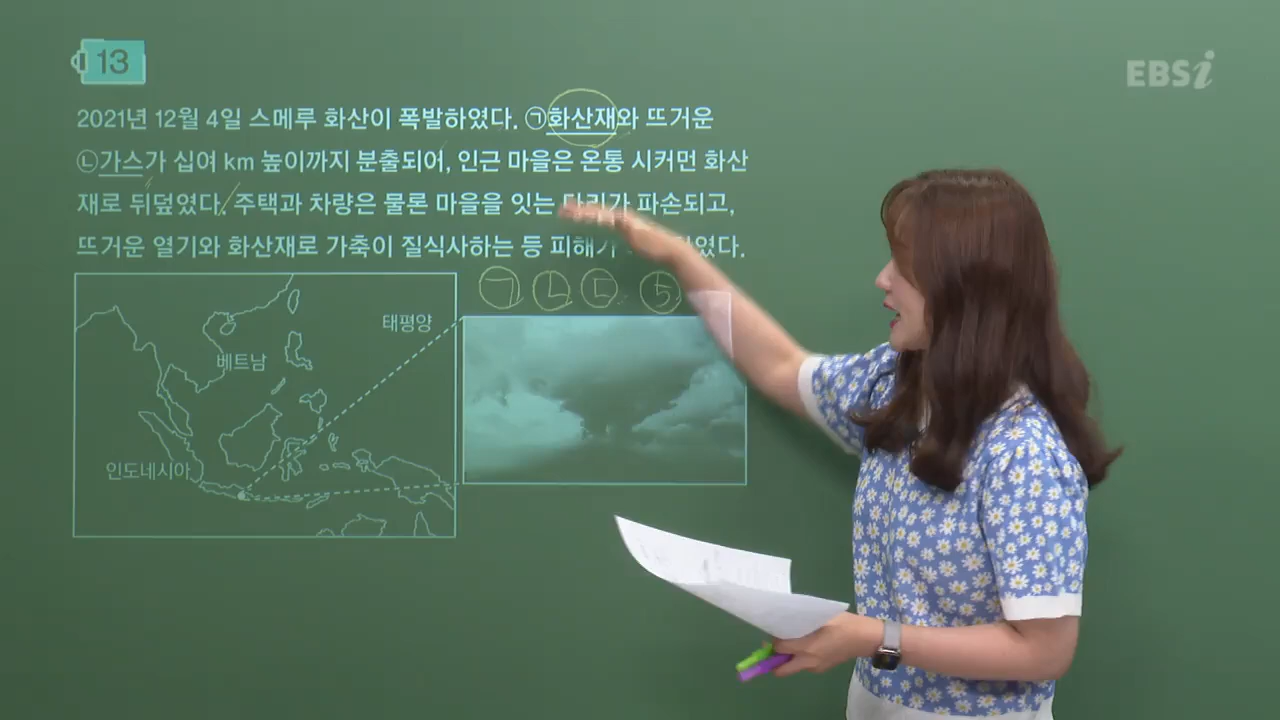 13
EBSi
2021년 12월 4일 스메루 화산이 폭발하였다. ㉠화산재와 뜨거운
㉡가스가 십여 km 높이까지 분출되어, 인근 마을은 온통 시커먼 화산
재로 뒤덮였다. 주택과 차량은 물론 마을을 잇는 다리가 파손되고,
뜨거운 열기와 화산재로 가축이 질식사하는 등 피해가
ㄱ ㄴ ㄷ 5
태평양
베트남
인도네시아